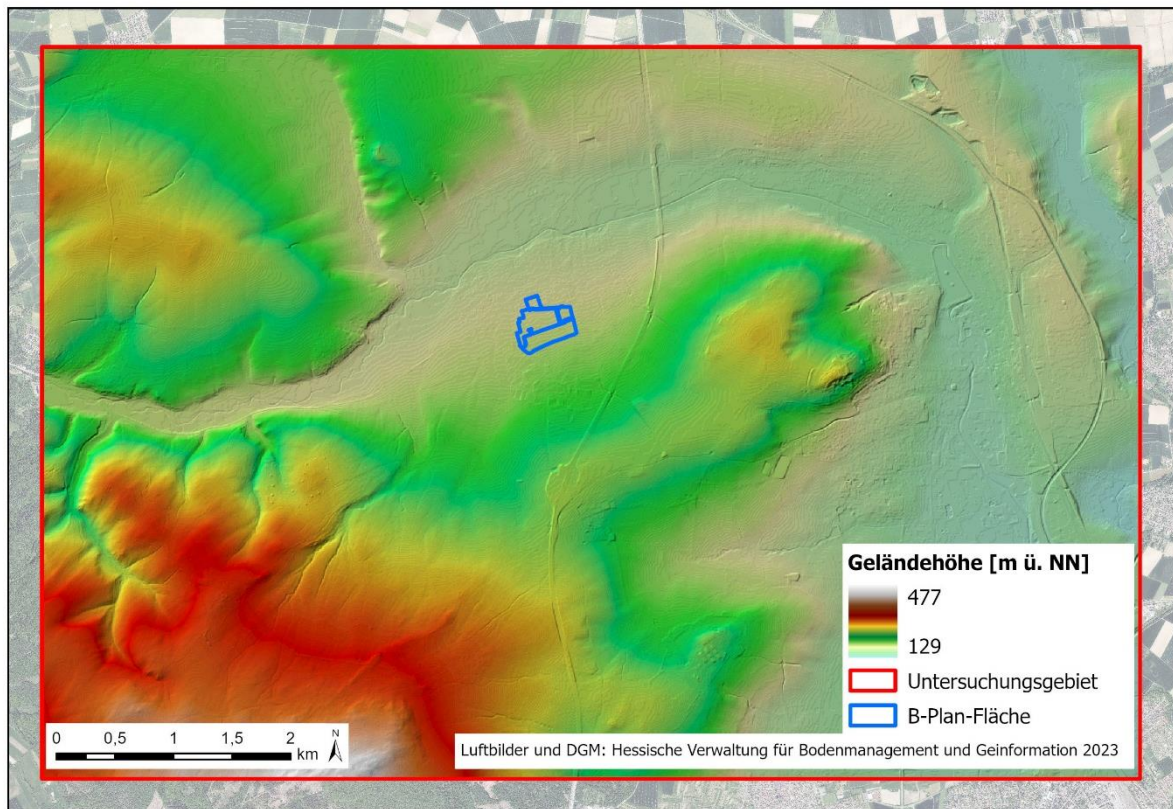 Geländehöhe [m ü. NN]
477
129
Untersuchungsgebiet
B-Plan-Fläche
0 0,5 1 1,5 2
km
N
Luftbilder und DGM: Hessische Verwaltung für Bodenmanagement und Geinformation 2023